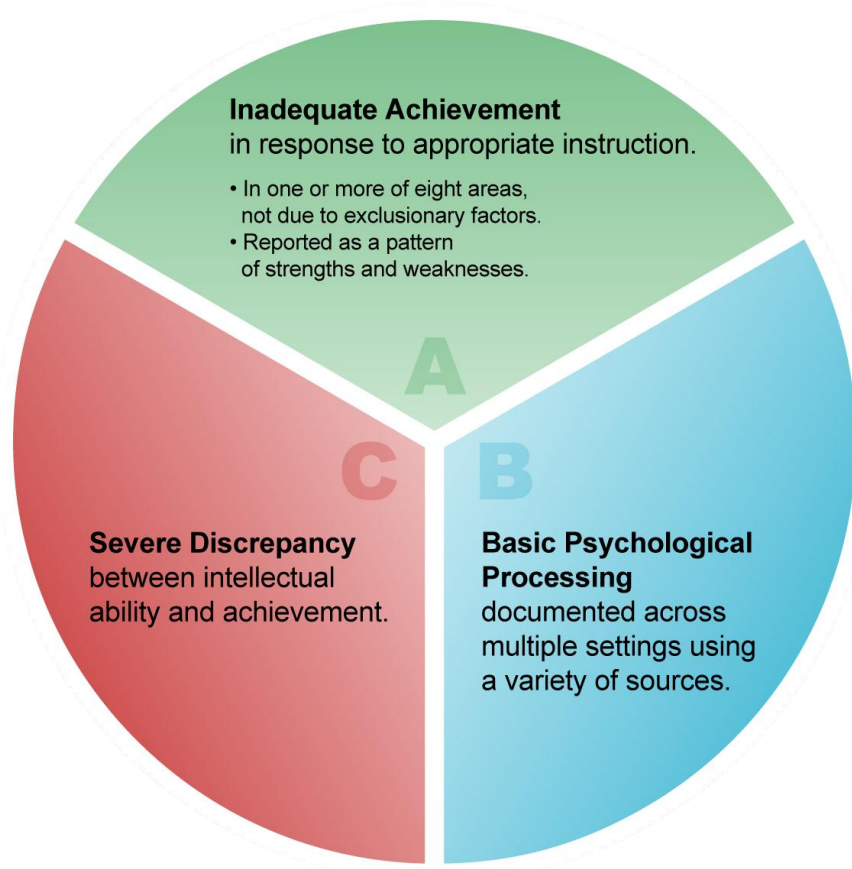 Inadequate Achievement
in response to appropriate instruction.
• In one or more of eight areas,
not due to exclusionary factors.
• Reported as a pattern
of strengths and weaknesses.
A
C
B
Severe Discrepancy
between intellectual
ability and achievement.
Basic Psychological
Processing
documented across
multiple settings using
a variety of sources.